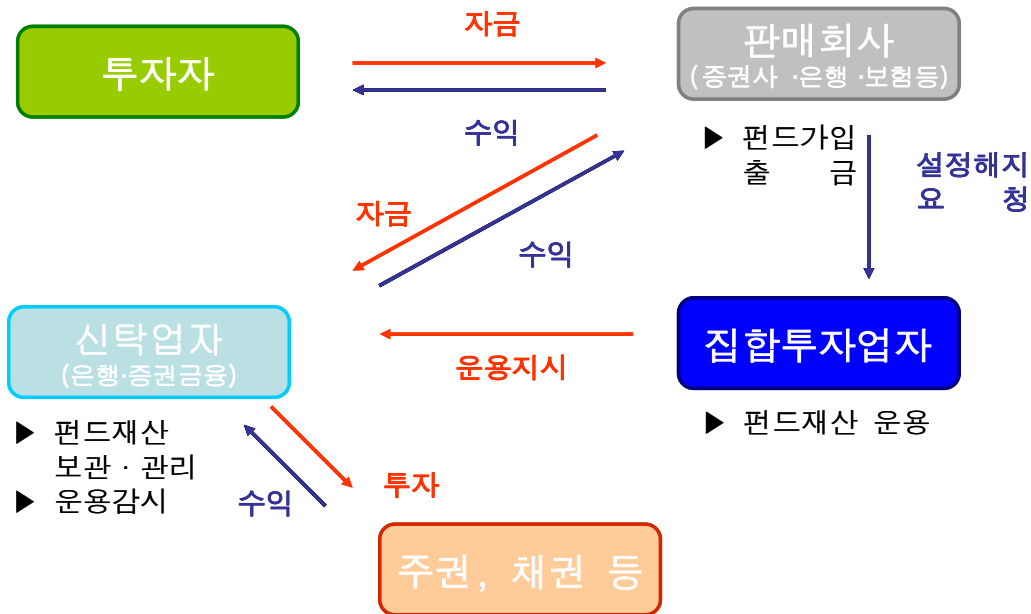 자금
투자자
판매회사
(증권사 ·은행 ·보험등)
수익
▶ 펀드가입
출 금
설정해지
요 청
자금
수익
신탁업자
(은행·증권금융)
운용지시
집합투자업자
▶ 펀드재산
보관 · 관리
▶ 운용감시
▶ 펀드재산 운용
수익
투자
주권, 채권 등